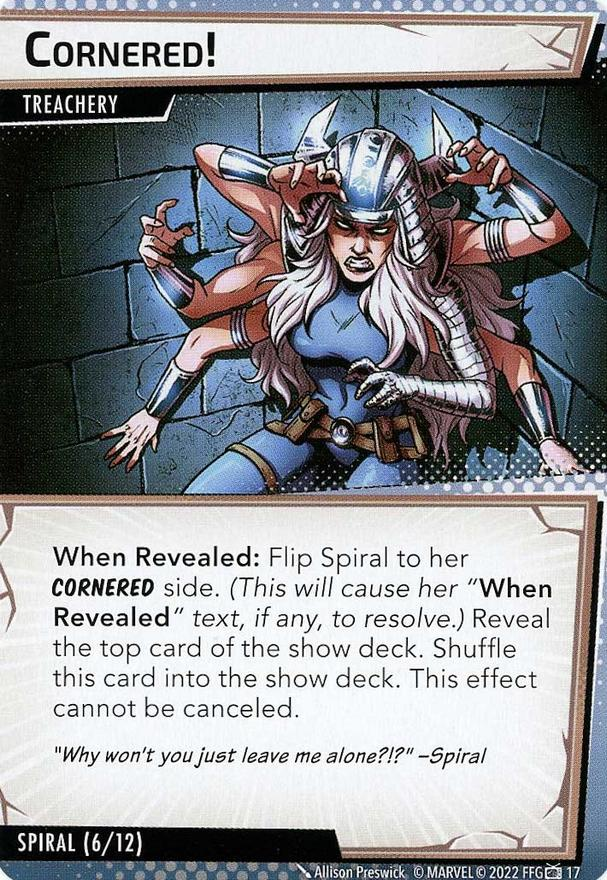 CORNERED!
TREACHERY
When Revealed: Flip Spiral to her
CORNERED side. (This will cause her "When
Revealed" text, if any, to resolve.) Reveal
the top card of the show deck. Shuffle
this card into the show deck. This effect
cannot be canceled.
"Why won't you just leave me alone?!?" –Spiral
SPIRAL (6/12)
Allison Preswick © MARVEL © 2022 FFG 17